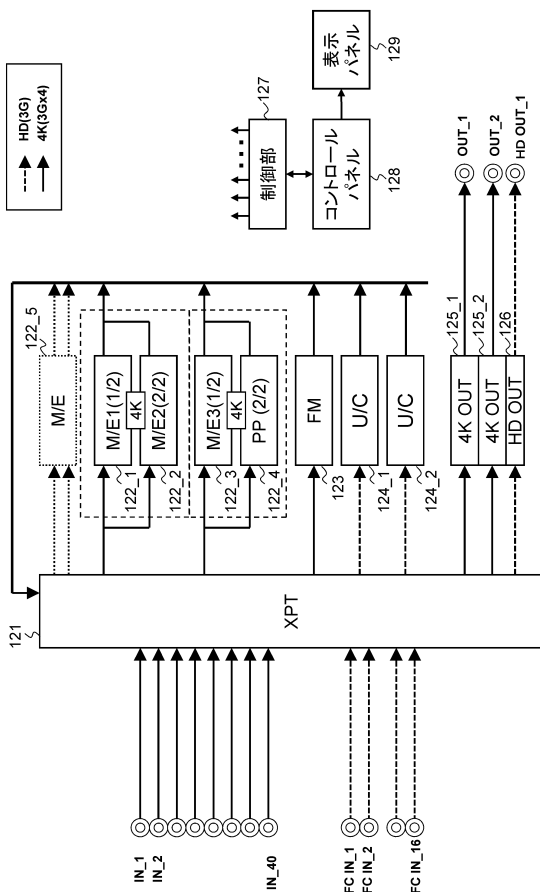 HD(3G)
4K(3Gx4)
127
制御部
128
コントロール
パネル
129
表示
パネル
121
XPT
IN_1
IN_2
IN_40
FC IN_1
FC IN_2
FC IN_16
122_5
M/E
M/E1(1/2)
4K
M/E2(2/2)
122_1
122_2
M/E3(1/2)
4K
PP (2/2)
122_3
122_4
FM
123
U/C
124_1
U/C
124_2
4K OUT
125_1
4K OUT
125_2
HD OUT
126
OUT_1
OUT_2
HD OUT_1